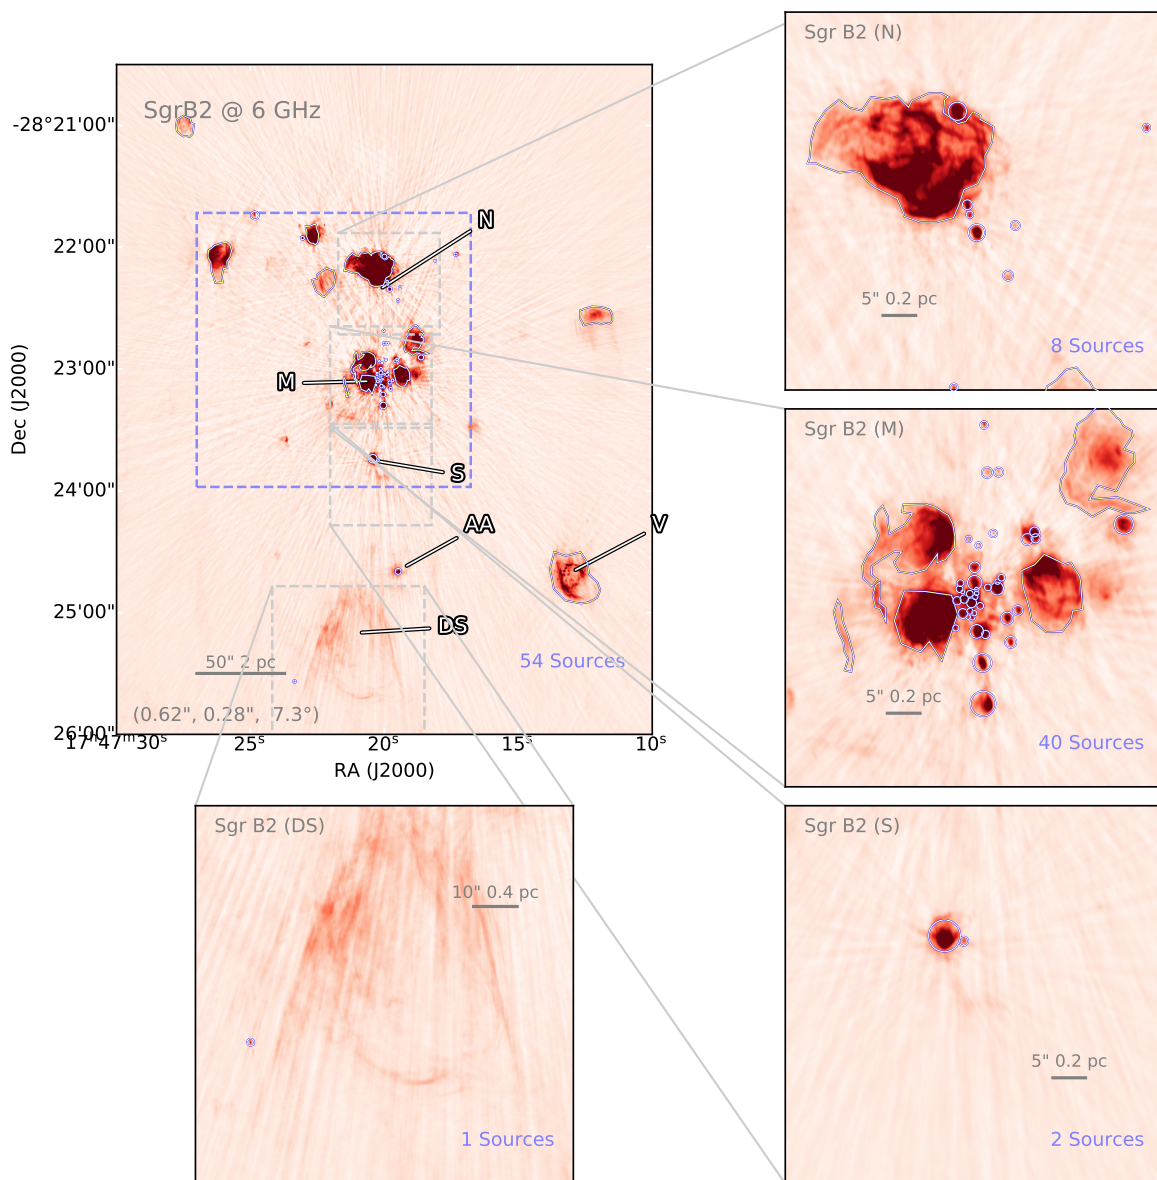 Sgr B2 (N)
SgrB2 @ 6 GHz
-28°21'00"
N
22'00"
5" 0.2 pc
8 Sources
23'00"
M
Dec (J2000)
Sgr B2 (M)
S
24'00"
AA
V
25'00"
DS
50" 2 pc
54 Sources
5" 0.2 pc
(0.62", 0.28", 7.3°)
40 Sources
26'00"
17ʰ47ᵐ30ˢ
25ˢ
20ˢ
15ˢ
10ˢ
RA (J2000)
Sgr B2 (DS)
10" 0.4 pc
1 Sources
Sgr B2 (S)
5" 0.2 pc
2 Sources